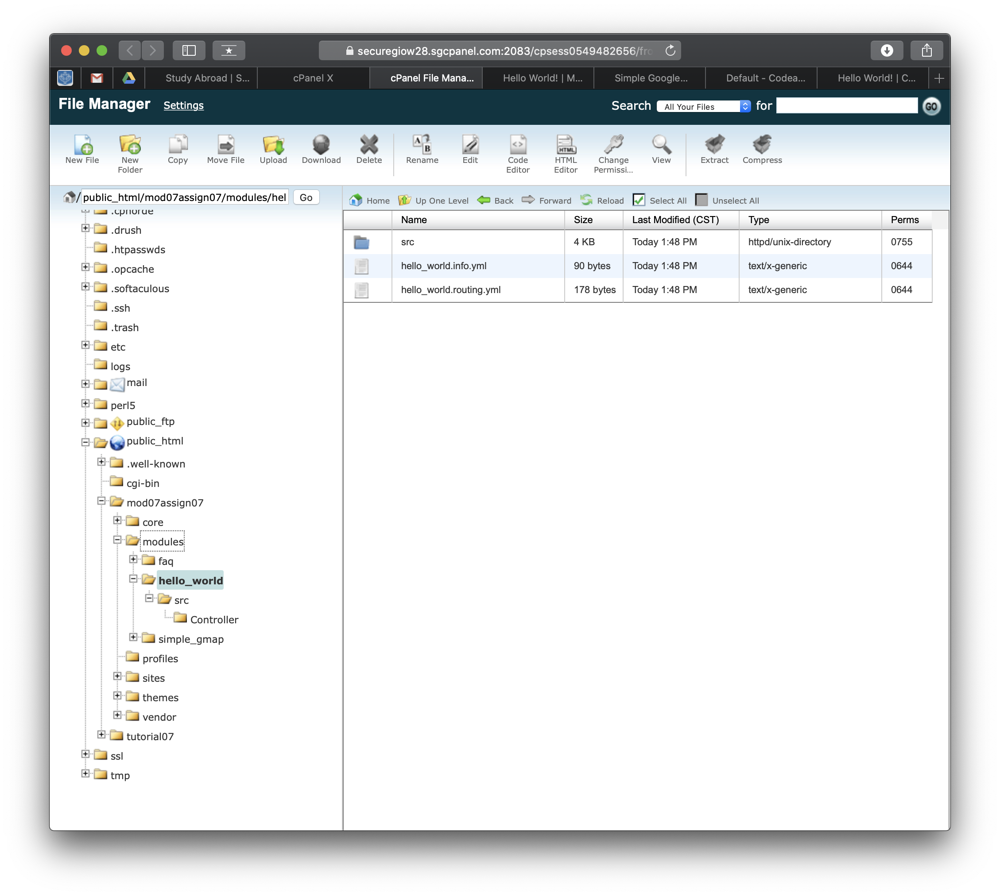 securegiow28.sgcpanel.com:2083/cpsess0549482656/fro
Study Abroad | S...
cPanel X
cPanel File Mana...
Hello World! | M...
Simple Google...
Default - Codea...
Hello World! | C...
File Manager
Settings
Search
All Your Files
for
GO
New File
New
Folder
Copy
Move File
Upload
Download
Delete
Rename
Edit
Code
Editor
HTML
Editor
Change
Permissi...
View
Extract
Compress
/
public_html/mod07assign07/modules/hel
Go
Home
Up One Level
Back
Forward
Reload
Select All
Unselect All
.cphorde
.drush
.htpasswds
.opcache
.softaculous
.ssh
.trash
etc
logs
mail
perl5
public_ftp
public_html
.well-known
cgi-bin
mod07assign07
core
modules
faq
hello_world
src
Controller
simple_gmap
profiles
sites
themes
vendor
tutorial07
ssl
tmp
Name Size Last Modified (CST) Type Perms
src 4 KB Today 1:48 PM httpd/unix-directory 0755
hello_world.info.yml 90 bytes Today 1:48 PM text/x-generic 0644
hello_world.routing.yml 178 bytes Today 1:48 PM text/x-generic 0644